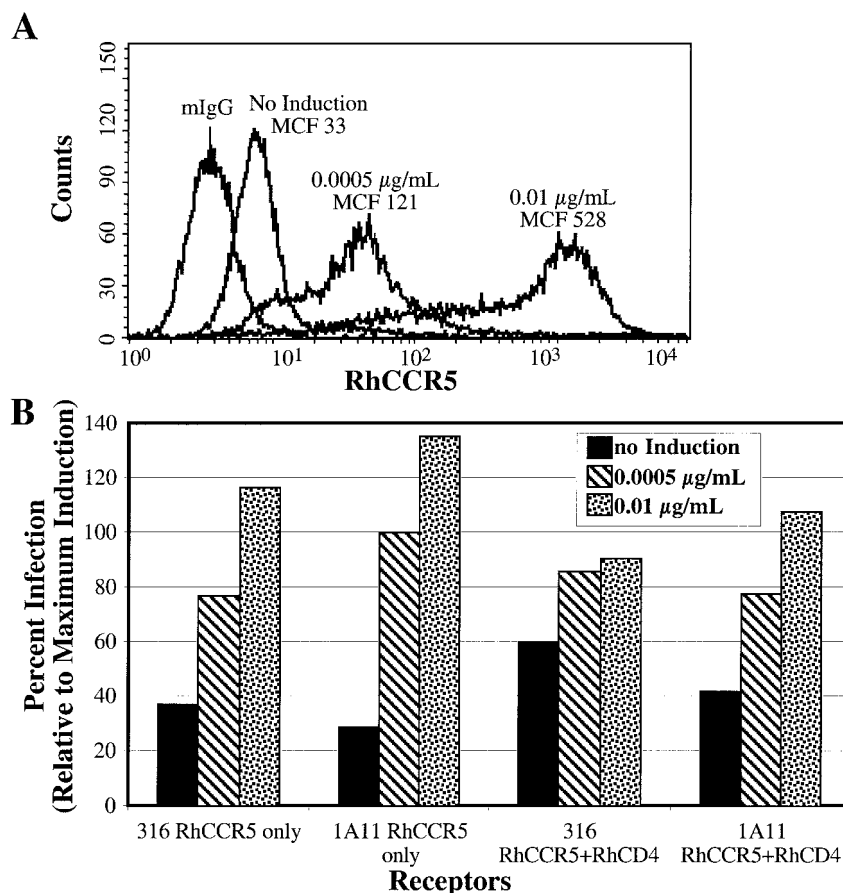 A
150
120
90
60
30
0
Counts
mIgG
No Induction
MCF 33
0.0005 µg/mL
MCF 121
0.01 µg/mL
MCF 528
10⁰
10¹
10²
10³
10⁴
RhCCR5
B
Percent Infection
(Relative to Maximum Induction)
140
120
100
80
60
40
20
0
no Induction
0.0005 µg/mL
0.01 µg/mL
316 RhCCR5 only
1A11 RhCCR5
only
316
RhCCR5+RhCD4
1A11
RhCCR5+RhCD4
Receptors